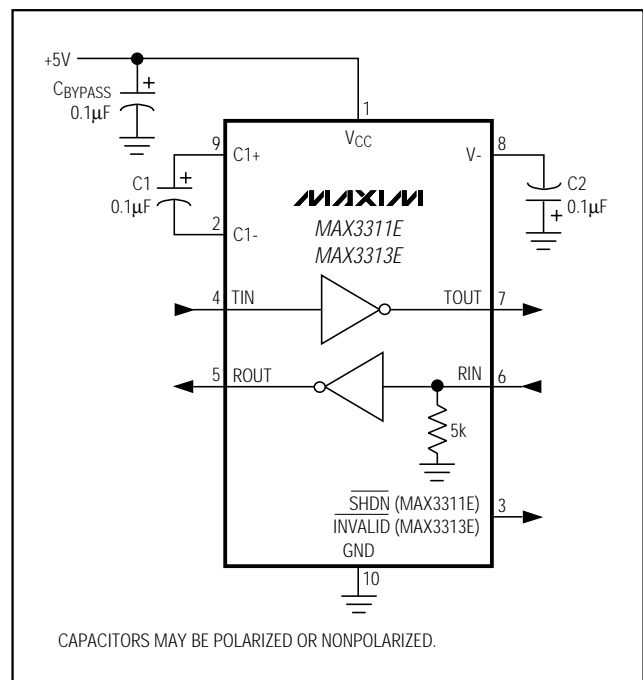 +5V
CBYPASS
0.1μF
+
1
VCC
9
C1+
V-
8
C1
0.1μF
+
2
C1-
C2
0.1μF
+
MAXIM
MAX3311E
MAX3313E
4
TIN
TOUT
7
5
ROUT
RIN
6
5k
SHDN (MAX3311E)
INVALID (MAX3313E)
3
GND
10
CAPACITORS MAY BE POLARIZED OR NONPOLARIZED.